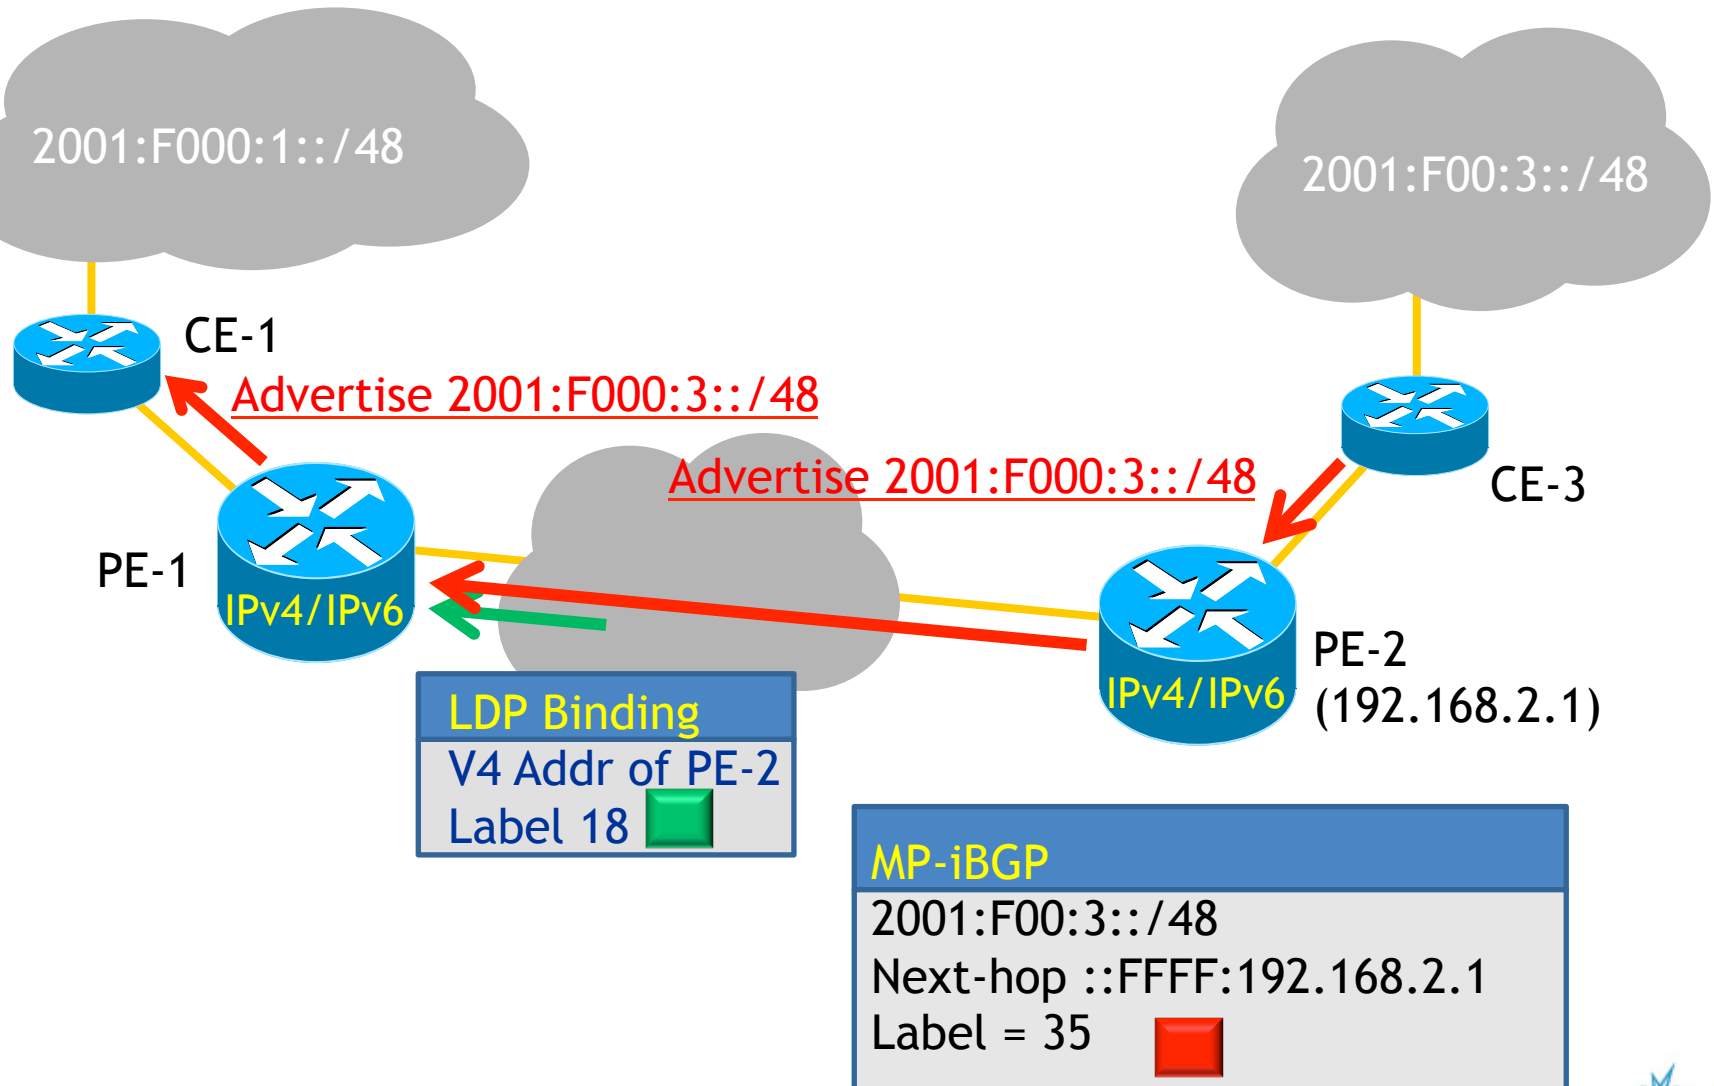 2001:F000:1::/48
2001:F00:3::/48
CE-1
Advertise 2001:F000:3::/48
Advertise 2001:F000:3::/48
CE-3
PE-1
IPv4/IPv6
PE-2
(192.168.2.1)
IPv4/IPv6
LDP Binding
V4 Addr of PE-2
Label 18
MP-iBGP
2001:F00:3::/48
Next-hop ::FFFF:192.168.2.1
Label = 35